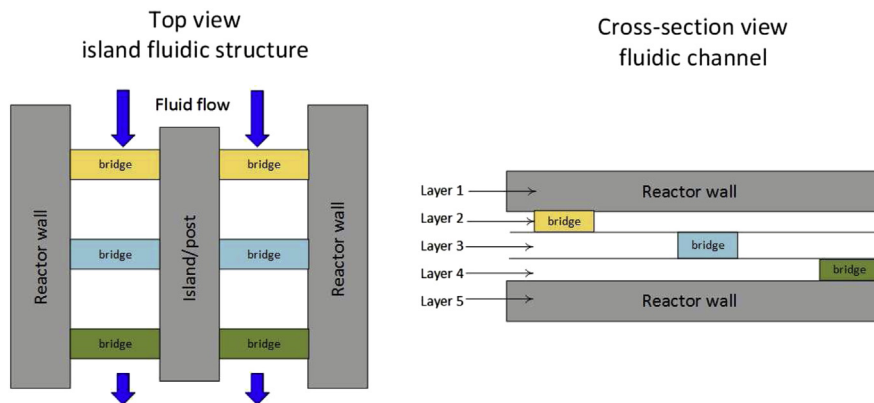 Top view
island fluidic structure
Fluid flow
Reactor wall
bridge
bridge
bridge
Island/post
bridge
bridge
bridge
Reactor wall
Cross-section view
fluidic channel
Layer 1
Reactor wall
Layer 2
bridge
Layer 3
bridge
Layer 4
bridge
Layer 5
Reactor wall